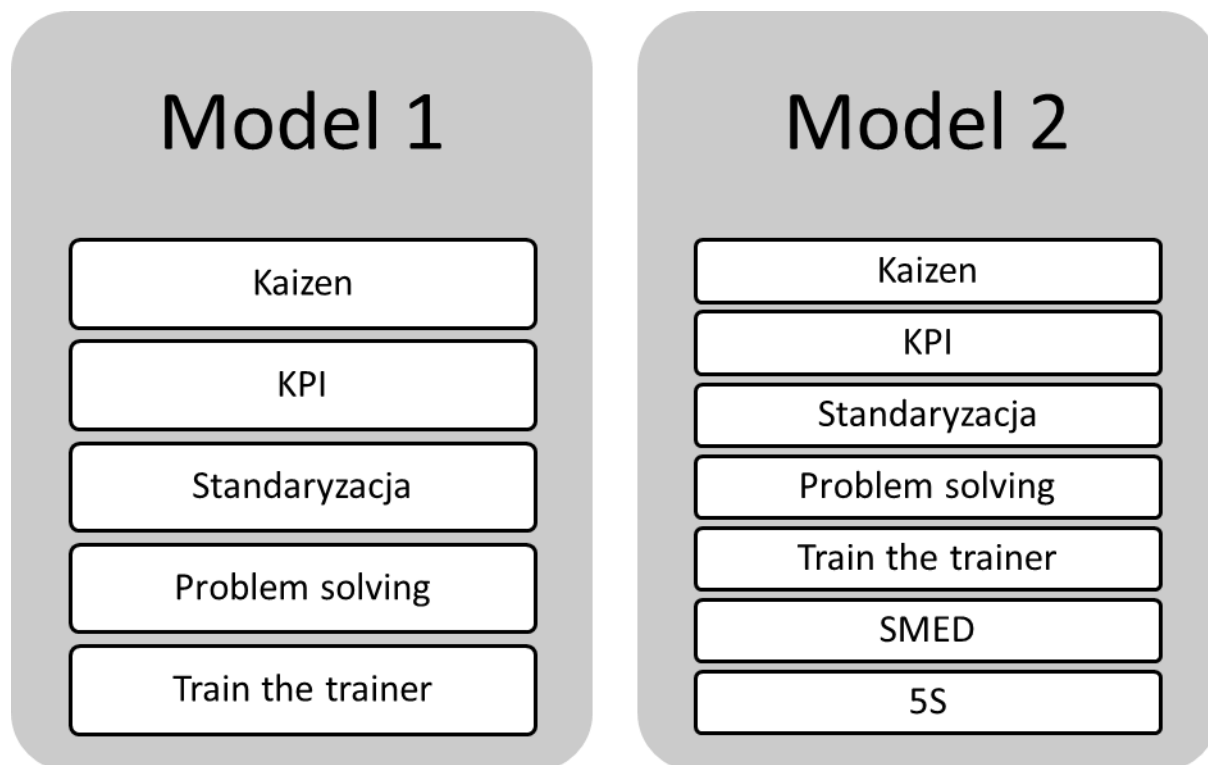 Model 1
Kaizen
KPI
Standaryzacja
Problem solving
Train the trainer
Model 2
Kaizen
KPI
Standaryzacja
Problem solving
Train the trainer
SMED
5S